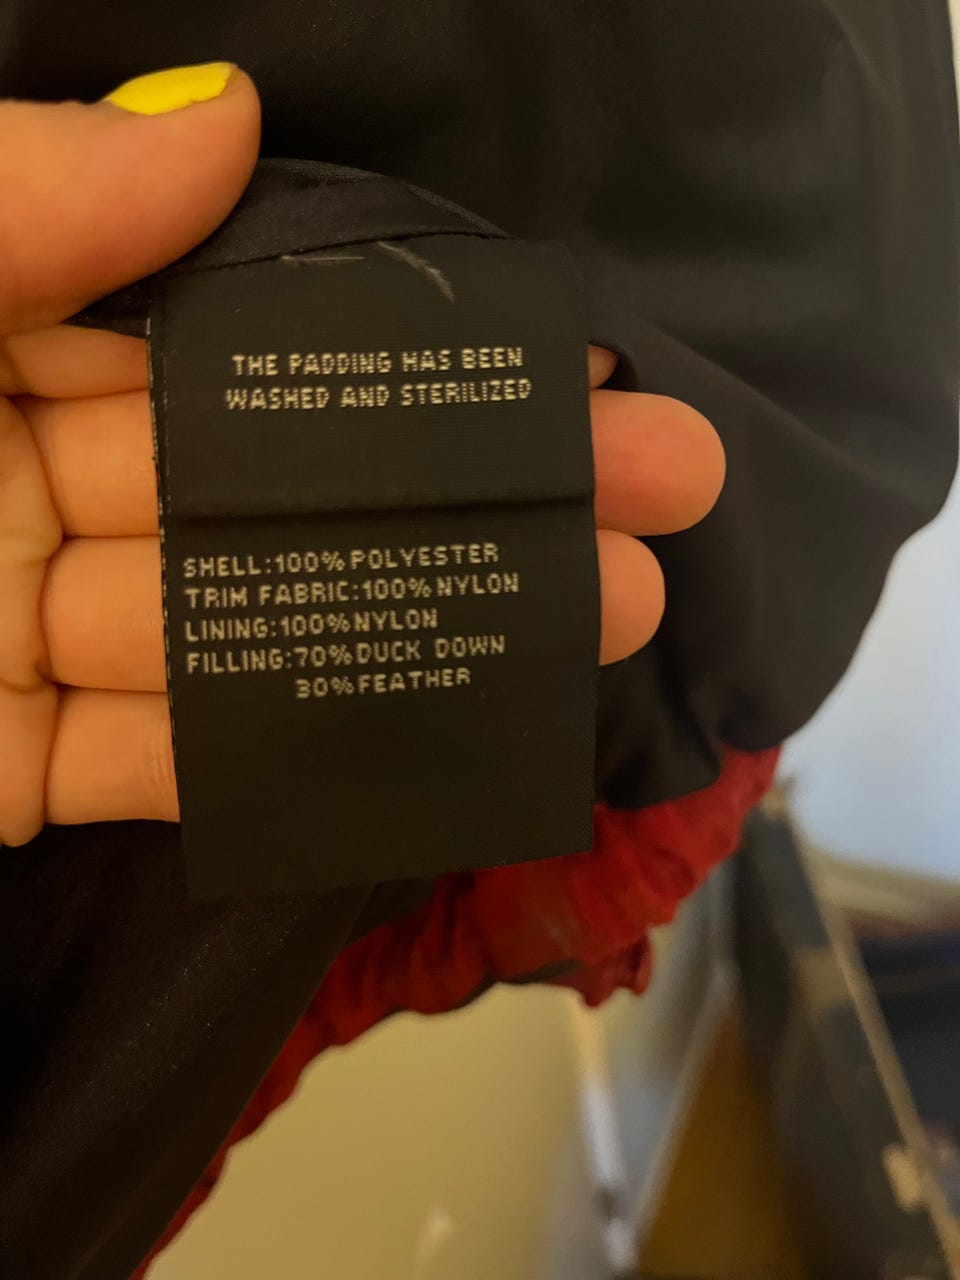 THE PADDING HAS BEEN
WASHED AND STERILIZED
SHELL:100%POLYESTER
TRIM FABRIC:100%NYLON
LINING:100%NYLON
FILLING:70%DUCK DOWN
30%FEATHER